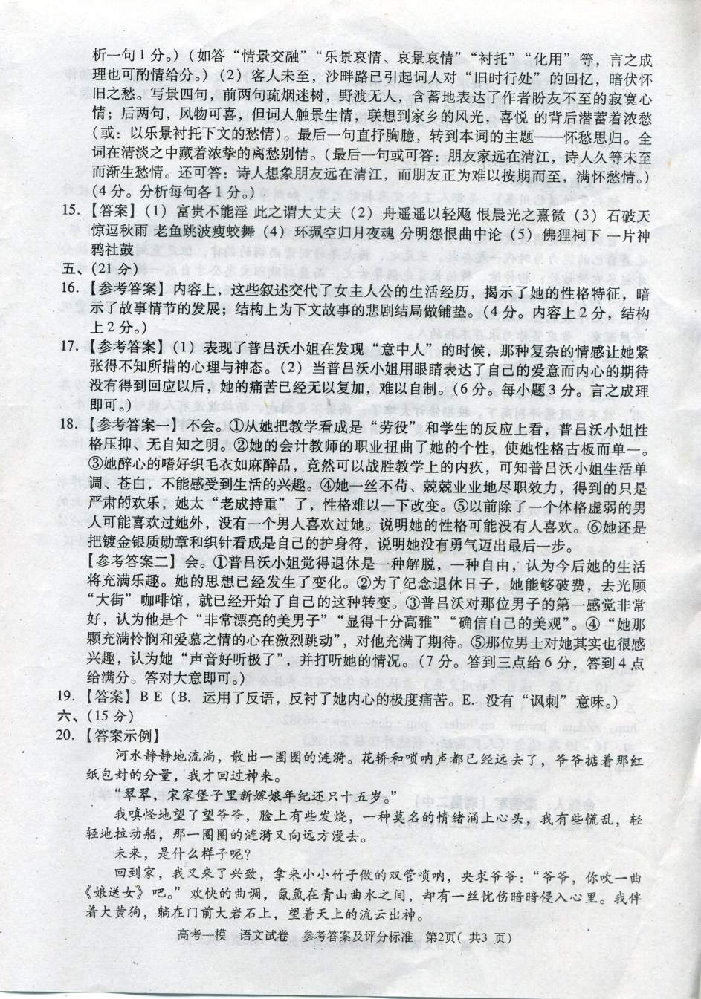 析一句1分。）（如答“情景交融”“乐景哀情、哀景哀情”“衬托”“化用”等，言之成
理也可酌情给分。）（2）客人未至，沙畔路已引起词人对“旧时行处”的回忆，暗伏怀
旧之愁。写景四句，前两句疏烟迷树，野渡无人，含蓄地表达了作者盼友不至的寂寞心
情；后两句，风物可喜，但词人触景生情，联想到家乡的风光，喜悦 的背后潜蓄着浓愁
（或：以乐景衬托下文的愁情）。最后一句直抒胸臆，转到本词的主题——怀愁思归。全
词在清淡之中藏着浓挚的离愁别情。（最后一句或可答：朋友家远在清江，诗人久等未至
而渐生愁情。还可答：诗人想象朋友远在清江，而朋友正为难以按期而至，满怀愁情。）
（4分。分析每句各1分。）
15．【答案】（1）富贵不能淫 此之谓大丈夫（2）舟遥遥以轻飏 恨晨光之熹微（3）石破天
惊逗秋雨 老鱼跳波瘦蛟舞（4）环珮空归月夜魂 分明怨恨曲中论（5）佛狸祠下 一片神
鸦社鼓
五、（21分）
16．【参考答案】内容上，这些叙述交代了女主人公的生活经历，揭示了她的性格特征，暗
示了故事情节的发展；结构上为下文故事的悲剧结局做铺垫。（4分。内容上2分，结构
上2分。）
17．【参考答案】（1）表现了普吕沃小姐在发现“意中人”的时候，那种复杂的情感让她紧
张得不知所措的心理与神态。（2）当普吕沃小姐用眼睛表达了自己的爱意而内心的期待
没有得到回应以后，她的痛苦已经无以复加，难以自制。（6分。每小题3分。言之成理
即可。）
18．【参考答案一】不会。①从她把教学看成是“劳役”和学生的反应上看，普吕沃小姐性
格压抑、无自知之明。②她的会计教师的职业扭曲了她的个性，使她性格古板而单一。
③她醉心的嗜好织毛衣如麻醉品，竟然可以战胜教学上的内疚，可知普吕沃小姐生活单
调、苍白，不能感受到生活的兴趣。④她一丝不苟、兢兢业业地尽职效力，得到的只是
严肃的欢乐，她太“老成持重”了，性格难以一下改变。⑤以前除了一个体格虚弱的男
人可能喜欢过她外，没有一个男人喜欢过她。说明她的性格可能没有人喜欢。⑥她还是
把镀金银质勋章和织针看成是自己的护身符，说明她没有勇气迈出最后一步。
【参考答案二】会。①普吕沃小姐觉得退休是一种解脱，一种自由，认为今后她的生活
将充满乐趣。她的思想已经发生了变化。②为了纪念退休日子，她能够破费，去光顾
“大街”咖啡馆，就已经开始了自己的这种转变。③普吕沃对那位男子的第一感觉非常
好，认为他是个“非常漂亮的美男子”“显得十分高雅”“确信自己的美观”。④“她那
颗充满怜悯和爱慕之情的心在激烈跳动”，对他充满了期待。⑤那位男士对她其实也很感
兴趣，认为她“声音好听极了”，并打听她的情况。（7分。答到三点给6分，答到4点
给满分。答对大意即可。）
19．【答案】B E（B．运用了反语，反衬了她内心的极度痛苦。E．没有“讽刺”意味。）
六、（15分）
20．【答案示例】
河水静静地流淌，散出一圈圈的涟漪。花轿和唢呐声都已经远去了，爷爷掂着那红
纸包封的分量，我才回过神来。
“翠翠，宋家堡子里新嫁娘年纪还只十五岁。”
我嗔怪地望了望爷爷，脸上有些发烧，一种莫名的情绪涌上心头，我有些慌乱，轻
轻地拉动船，那一圈圈的涟漪又向远方漫去。
未来，是什么样子呢？
回到家，我又来了兴致，拿来小小竹子做的双管唢呐，央求爷爷：“爷爷，你吹一曲
《娘送女》吧。”欢快的曲调，氤氲在青山曲水之间，却有一丝忧伤暗暗侵入心里。我伴
着大黄狗，躺在门前大岩石上，望着天上的流云出神。
高考一模 语文试卷 参考答案及评分标准 第2页（ 共3 页）